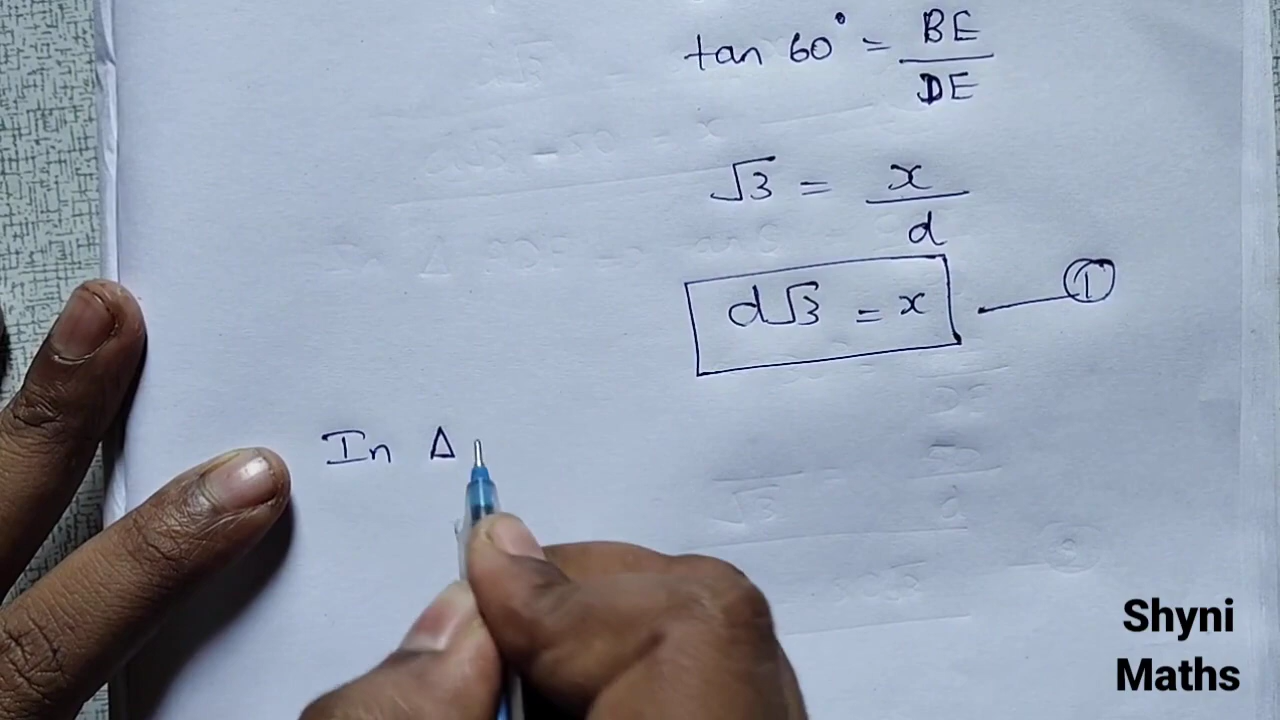 tan 60° = BE / DE
√3 = x / d
d√3 = x — ①
In Δ
Shyni
Maths